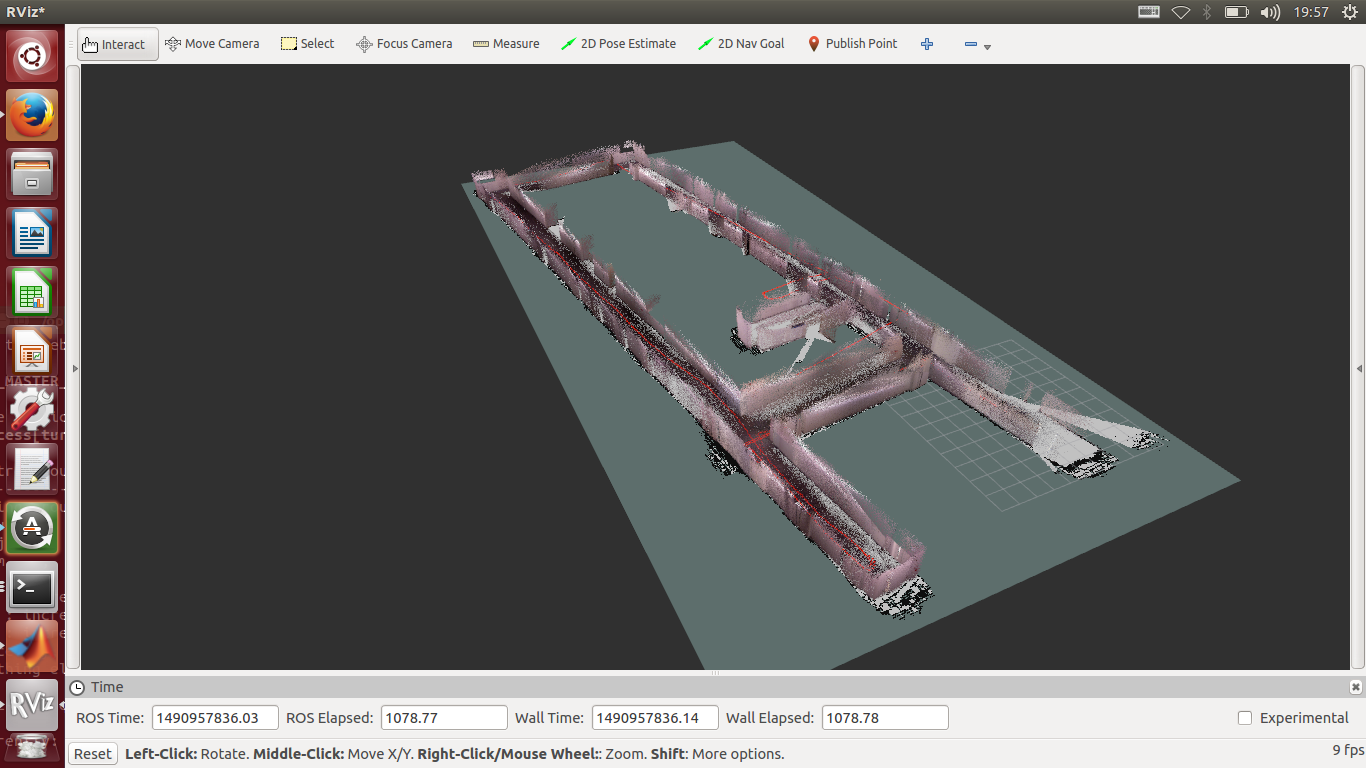 RViz*
19:57
Interact
Move Camera
Select
Focus Camera
Measure
2D Pose Estimate
2D Nav Goal
Publish Point
MASTER
RViz
Time
ROS Time: 1490957836.03 ROS Elapsed: 1078.77 Wall Time: 1490957836.14 Wall Elapsed: 1078.78 Experimental
Reset Left-Click: Rotate. Middle-Click: Move X/Y. Right-Click/Mouse Wheel:: Zoom. Shift: More options. 9 fps